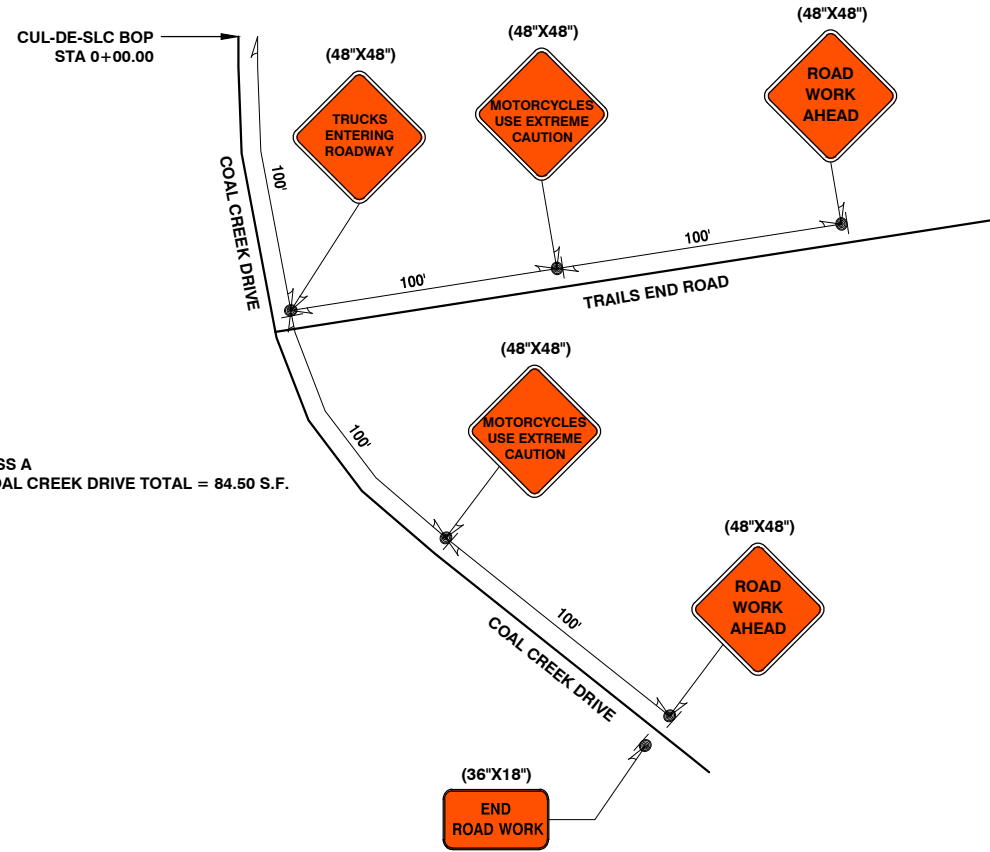 CUL-DE-SLC BOP
STA 0+00.00
(48"X48")
TRUCKS
ENTERING
ROADWAY
(48"X48")
MOTORCYCLES
USE EXTREME
CAUTION
(48"X48")
ROAD
WORK
AHEAD
COAL CREEK DRIVE
100'
100'
100'
TRAILS END ROAD
(48"X48")
MOTORCYCLES
USE EXTREME
CAUTION
100'
SS A
OAL CREEK DRIVE TOTAL = 84.50 S.F.
(48"X48")
ROAD
WORK
AHEAD
100'
COAL CREEK DRIVE
(36"X18")
END
ROAD WORK